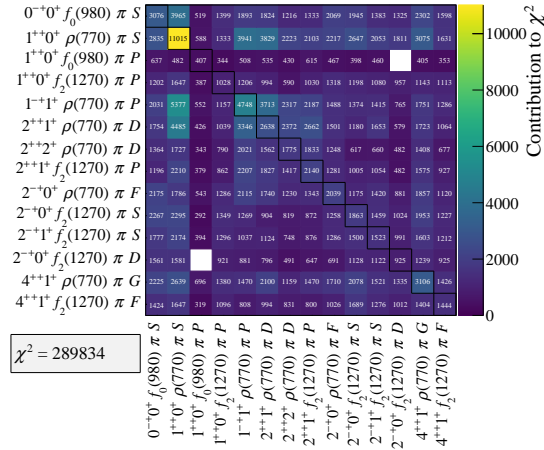 0⁻⁺0⁺ f₀(980) π S 3076 3965 519 1399 1893 1824 1216 1333 2069 1945 994 1423 2302 1598
1⁺⁺0⁺ ρ(770) π S 2835 11015 588 1333 3941 3829 2223 2103 2217 2647 2053 1811 3075 1631
1⁺⁺0⁺ f₀(980) π P 637 482 407 344 508 535 430 615 467 398 460 405 353
1⁺⁺0⁺ f₂(1270) π P 1202 1647 387 1028 1206 994 590 1030 1318 1198 1080 957 1143 1113
1⁻⁺1⁺ ρ(770) π P 2031 5377 552 1157 4748 3713 2317 2187 1488 1374 415 765 1751 1286
2⁺⁺1⁺ ρ(770) π D 1754 4485 426 1039 3346 2638 2372 2662 1501 1180 1653 579 1723 1064
2⁺⁺2⁺ ρ(770) π D 1364 1727 343 790 2021 1562 1775 1833 1248 617 660 482 408 677
2⁺⁺1⁺ f₂(1270) π P 1196 2210 379 862 2207 1827 1417 2140 1281 1005 1054 482 1575 927
2⁻⁺0⁺ ρ(770) π F 2175 1786 543 1286 2115 1740 1230 1343 2039 1175 1420 881 1857 1120
2⁻⁺0⁺ f₂(1270) π S 2267 2295 292 1349 1269 904 819 872 1258 1863 1459 1024 1953 1227
2⁻⁺1⁺ f₂(1270) π S 1777 2174 394 1296 1037 1124 748 876 1286 1500 1523 991 1603 1212
2⁻⁺0⁺ f₂(1270) π D 1561 1581 921 881 796 491 647 691 1128 1122 925 1239 925
4⁺⁺1⁺ ρ(770) π G 2225 2639 696 1380 1470 2100 1159 1470 1710 2078 1521 1335 3106 1426
4⁺⁺1⁺ f₂(1270) π F 1424 1647 319 1096 808 994 831 800 1026 1689 1276 1012 1404 1444
χ² = 289834
0⁻⁺0⁺ f₀(980) π S
1⁺⁺0⁺ ρ(770) π S
1⁺⁺0⁺ f₀(980) π P
1⁺⁺0⁺ f₂(1270) π P
1⁻⁺1⁺ ρ(770) π P
2⁺⁺1⁺ ρ(770) π D
2⁺⁺2⁺ ρ(770) π D
2⁺⁺1⁺ f₂(1270) π P
2⁻⁺0⁺ ρ(770) π F
2⁻⁺0⁺ f₂(1270) π S
2⁻⁺1⁺ f₂(1270) π S
2⁻⁺0⁺ f₂(1270) π D
4⁺⁺1⁺ ρ(770) π G
4⁺⁺1⁺ f₂(1270) π F
10000
8000
6000
4000
2000
0
Contribution to χ²